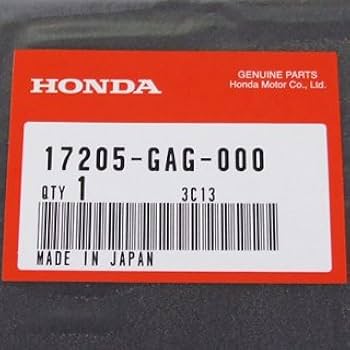 HONDA
GENUINE PARTS
Honda Motor Co., Ltd.
17205-GAG-000
QTY 1 3C13
MADE IN JAPAN